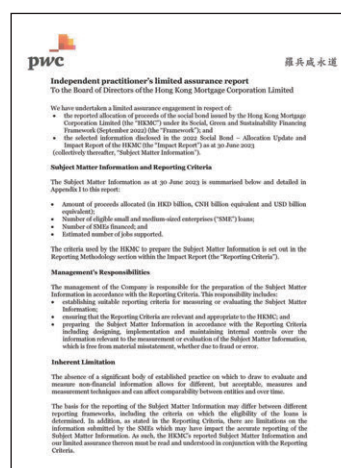 pwc
羅兵咸永道
Independent practitioner's limited assurance report
To the Board of Directors of the Hong Kong Mortgage Corporation Limited
We have undertaken a limited assurance engagement in respect of:
• the reported allocation of proceeds of the social bond issued by the Hong Kong Mortgage
Corporation Limited (the "HKMC") under its Social, Green and Sustainability Financing
Framework (September 2022) (the "Framework"); and
• the selected information disclosed in the 2022 Social Bond – Allocation Update and
Impact Report of the HKMC (the "Impact Report") as at 30 June 2023
(collectively thereafter, "Subject Matter Information").
Subject Matter Information and Reporting Criteria
The Subject Matter Information as at 30 June 2023 is summarised below and detailed in
Appendix I to this report:
• Amount of proceeds allocated (in HKD billion, CNH billion equivalent and USD billion
equivalent);
• Number of eligible small and medium-sized enterprises ("SME") loans;
• Number of SMEs financed; and
• Estimated number of jobs supported.
The criteria used by the HKMC to prepare the Subject Matter Information is set out in the
Reporting Methodology section within the Impact Report (the "Reporting Criteria").
Management's Responsibilities
The management of the Company is responsible for the preparation of the Subject Matter
Information in accordance with the Reporting Criteria. This responsibility includes:
• establishing suitable reporting criteria for measuring or evaluating the Subject Matter
Information;
• ensuring that the Reporting Criteria are relevant and appropriate to the HKMC; and
• preparing the Subject Matter Information in accordance with the Reporting Criteria
including designing, implementation and maintaining internal controls over the
information relevant to the measurement or evaluation of the Subject Matter Information,
which is free from material misstatement, whether due to fraud or error.
Inherent Limitation
The absence of a significant body of established practice on which to draw to evaluate and
measure non-financial information allows for different, but acceptable, measures and
measurement techniques and can affect comparability between entities and over time.
The basis for the reporting of the Subject Matter Information may differ between different
reporting frameworks, including the criteria on which the eligibility of the loans is
determined. In addition, as stated in the Reporting Criteria, there are limitations on the
information submitted by the SMEs which may impact the accurate reporting of the
Subject Matter Information. As such, the HKMC's reported Subject Matter Information and
our limited assurance thereon must be read and understood in conjunction with the Reporting
Criteria.